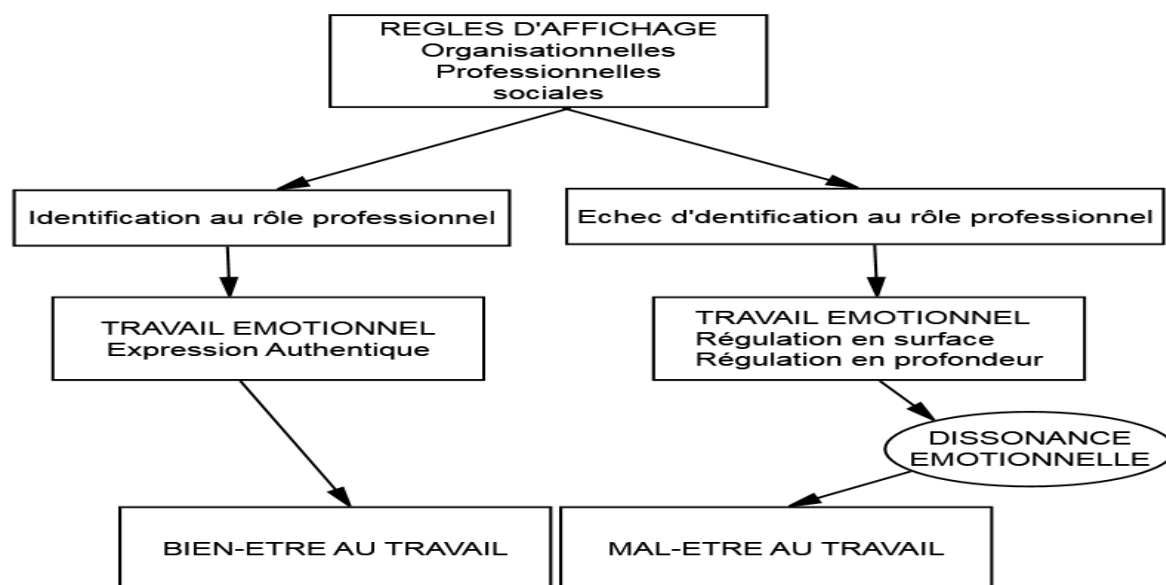 REGLES D'AFFICHAGE
Organisationnelles
Professionnelles
sociales
Identification au rôle professionnel
Echec d'dentification au rôle professionnel
TRAVAIL EMOTIONNEL
Expression Authentique
TRAVAIL EMOTIONNEL
Régulation en surface
Régulation en profondeur
DISSONANCE
EMOTIONNELLE
BIEN-ETRE AU TRAVAIL
MAL-ETRE AU TRAVAIL